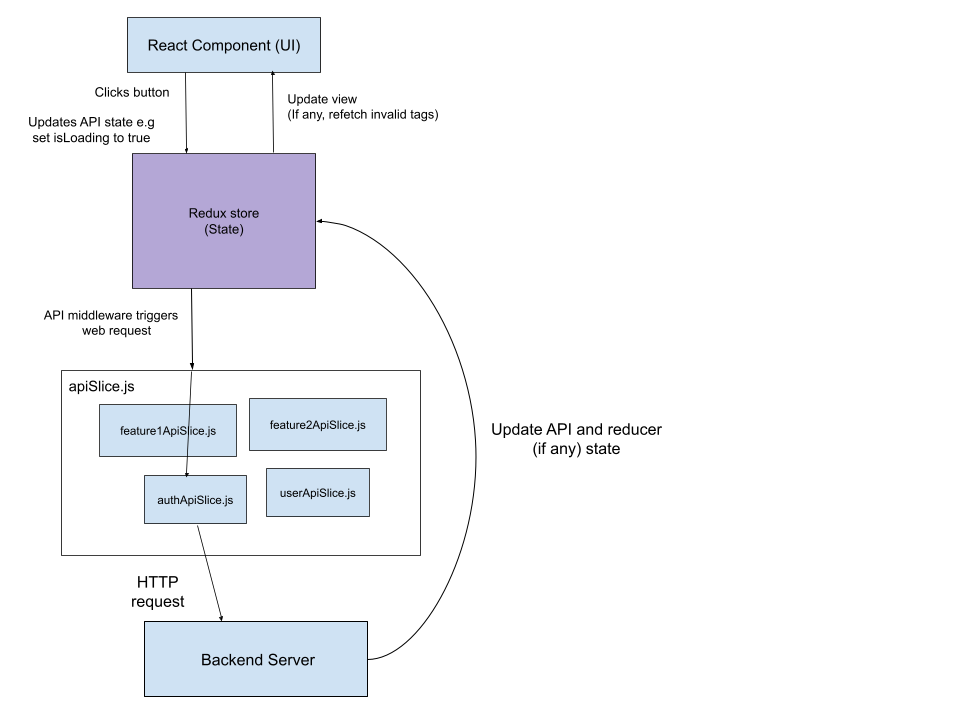 React Component (UI)
Clicks button
Updates API state e.g
set isLoading to true
Update view
(If any, refetch invalid tags)
Redux store
(State)
API middleware triggers
web request
apiSlice.js
feature1ApiSlice.js
feature2ApiSlice.js
authApiSlice.js
userApiSlice.js
Update API and reducer
(if any) state
HTTP
request
Backend Server